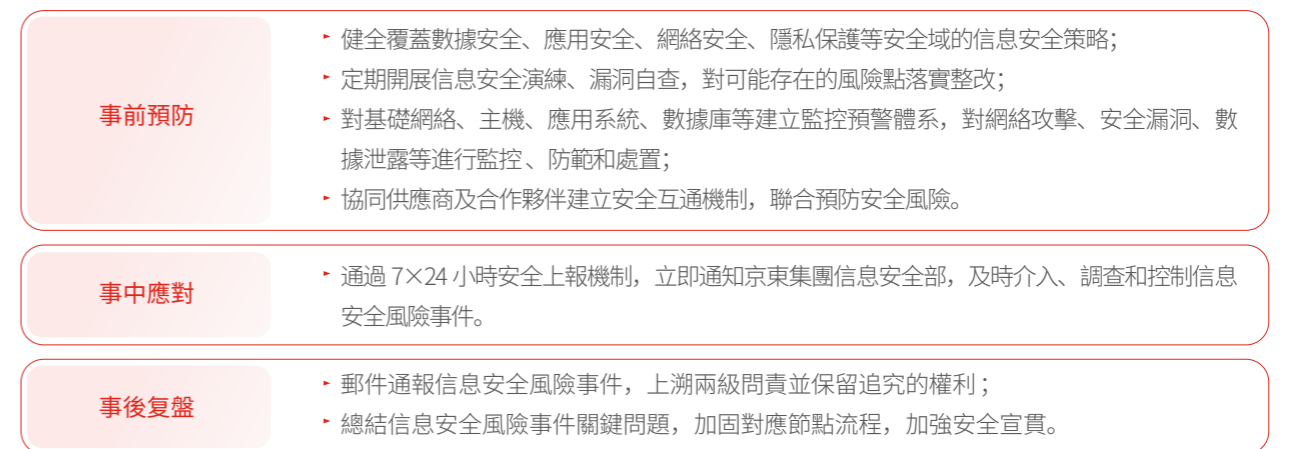 事前預防
健全覆蓋數據安全、應用安全、網絡安全、隱私保護等安全域的信息安全策略；
定期開展信息安全演練、漏洞自查，對可能存在的風險點落實整改；
對基礎網絡、主機、應用系統、數據庫等建立監控預警體系，對網絡攻擊、安全漏洞、數
據泄露等進行監控、防範和處置；
協同供應商及合作夥伴建立安全互通機制，聯合預防安全風險。
事中應對
通過 7×24 小時安全上報機制，立即通知京東集團信息安全部，及時介入、調查和控制信息
安全風險事件。
事後复盤
郵件通報信息安全風險事件，上溯兩級問責並保留追究的權利；
總結信息安全風險事件關鍵問題，加固對應節點流程，加強安全宣貫。